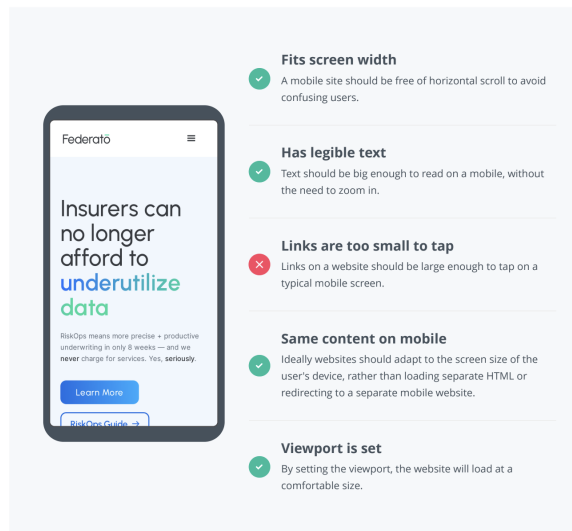 Federato
Insurers can
no longer
afford to
underutilize
data
RiskOps means more precise + productive
underwriting in only 8 weeks — and we
never charge for services. Yes, seriously.
Learn More
RiskOps Guide →
Fits screen width
A mobile site should be free of horizontal scroll to avoid
confusing users.
Has legible text
Text should be big enough to read on a mobile, without
the need to zoom in.
Links are too small to tap
Links on a website should be large enough to tap on a
typical mobile screen.
Same content on mobile
Ideally websites should adapt to the screen size of the
user's device, rather than loading separate HTML or
redirecting to a separate mobile website.
Viewport is set
By setting the viewport, the website will load at a
comfortable size.